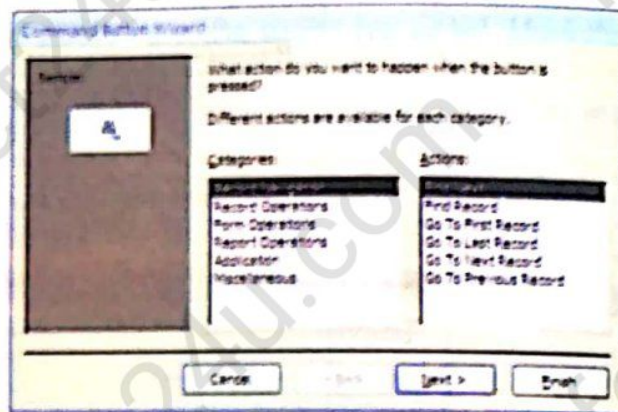 Command Button Wizard
Sample:
What action do you want to happen when the button is
pressed?
Different actions are available for each category.
Categories:
Record Operations
Form Operations
Report Operations
Application
Miscellaneous
Actions:
Find Record
Go To First Record
Go To Last Record
Go To Next Record
Go To Previous Record
Cancel
Next >
Finish
24u.com